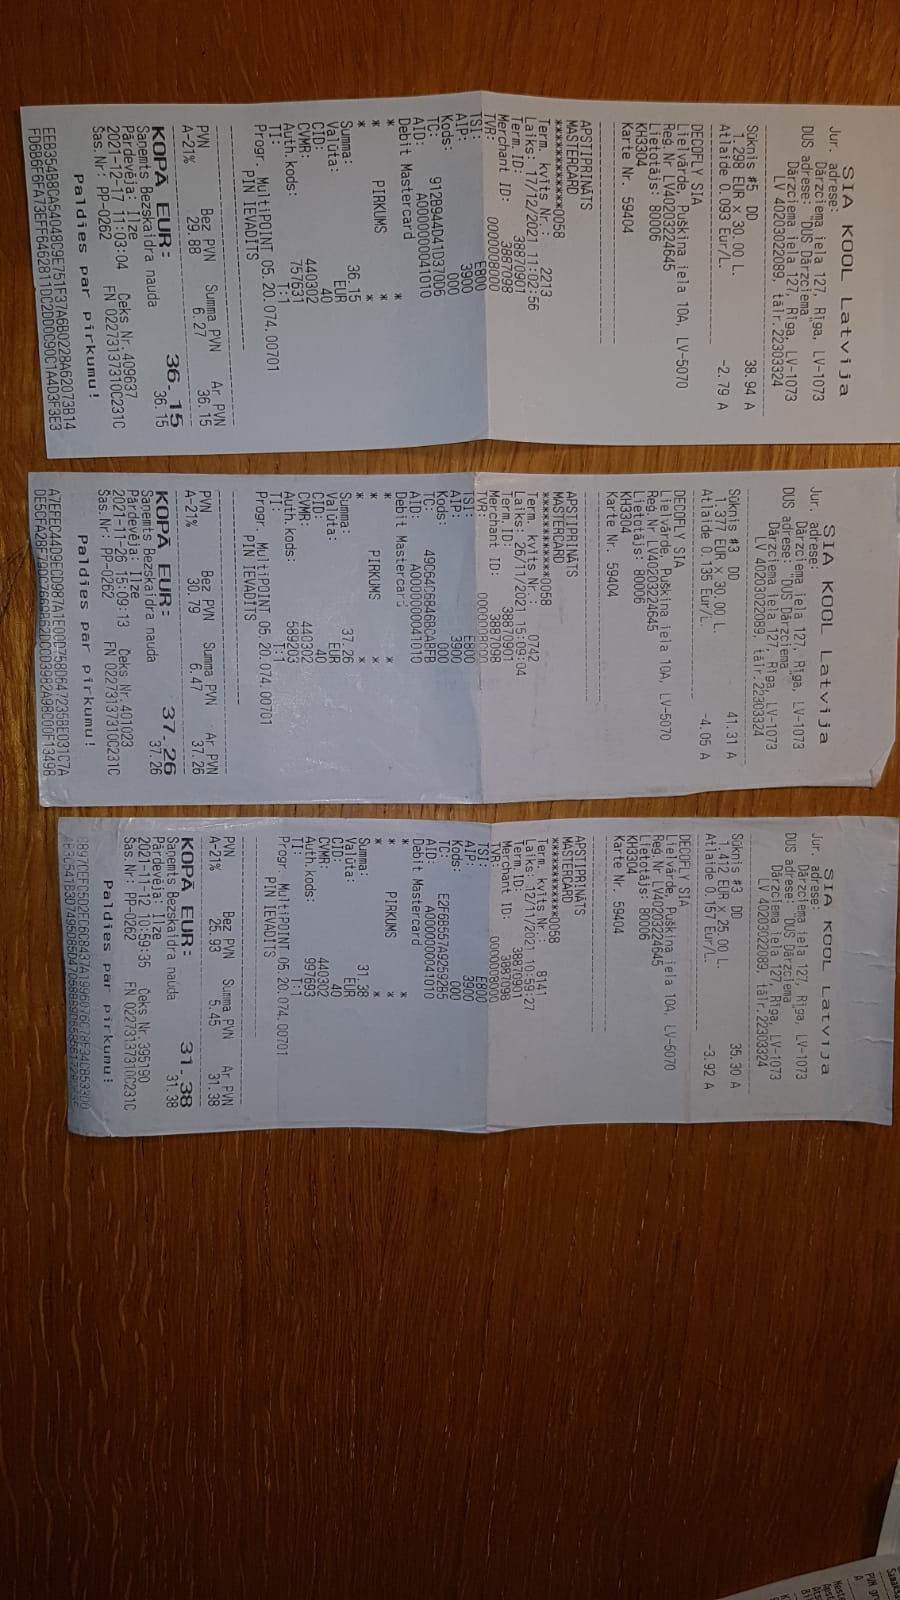 SIA KOOL Latvija
Jur. adrese:
Dārzciema iela 127, Rīga, LV-1073
DUS adrese: "DUS Dārzciema"
Dārzciema iela 127, Rīga, LV-1073
LV 40203022089, tālr.22303324
Sūknis #5 DD 38.94 A
1.298 EUR x 30.00 L.
Atlaide 0.093 Eur/L. -2.79 A
DECOFLY SIA
Lielvārde, Puškina iela 10A, LV-5070
Reģ.Nr LV40203224645
Lietotājs: 80006
KH3304
Karte Nr. 59404
APSTIPRINĀTS
MASTERCARD
************0058
Term. kvīts Nr.: 2213
Laiks: 17/12/2021 11:02:56
Term.ID: 38870901
Merchant ID: 3887098
TVR: 0000008000
TSI: E800
AIP: 3900
Kods: 000
TC: 912B944D41D370D6
AID: A0000000041010
Debit Mastercard
* *
* PIRKUMS *
* *
Summa: 36.15
Valūta: EUR
CID: 40
CVMR: 440302
Auth.kods: 757631
TI: T:1
Progr. MultiPOINT 05.20.074.00701
PIN IEVADĪTS
PVN Bez PVN Summa PVN Ar PVN
A-21% 29.88 6.27 36.15
KOPĀ EUR: 36.15
Saņemts Bezskaidra nauda 36.15
Pārdevēja: Ilze
2021-12-17 11:03:04 Čeks Nr.409637
Šas.Nr: PP-0262 FN 02273137310C231C
Paldies par pirkumu!
EEB354B8CA54048C9E751F37A6B0228A62073B14
FD6B6F6FA73EFF6462811DC2DD0C90C1A4D3F3E3
SIA KOOL Latvija
Jur. adrese:
Dārzciema iela 127, Rīga, LV-1073
DUS adrese: "DUS Dārzciema"
Dārzciema iela 127, Rīga, LV-1073
LV 40203022089, tālr.22303324
Sūknis #3 DD 41.31 A
1.377 EUR x 30.00 L.
Atlaide 0.135 Eur/L. -4.05 A
DECOFLY SIA
Lielvārde, Puškina iela 10A, LV-5070
Reģ.Nr LV40203224645
Lietotājs: 80006
KH3304
Karte Nr. 59404
APSTIPRINĀTS
MASTERCARD
************0058
Term. kvīts Nr.: 0742
Laiks: 26/11/2021 15:09:04
Term.ID: 38870901
Merchant ID: 3887098
TVR: 0000008000
TSI: E800
AIP: 3900
Kods: 000
TC: 49C64C6846BCABFB
AID: A0000000041010
Debit Mastercard
* *
* PIRKUMS *
* *
Summa: 37.26
Valūta: EUR
CID: 40
CVMR: 440302
Auth.kods: 589203
TI: T:1
Progr. MultiPOINT 05.20.074.00701
PIN IEVADĪTS
PVN Bez PVN Summa PVN Ar PVN
A-21% 30.79 6.47 37.26
KOPĀ EUR: 37.26
Saņemts Bezskaidra nauda 37.26
Pārdevēja: Ilze
2021-11-26 15:09:13 Čeks Nr.401023
Šas.Nr: PP-0262 FN 02273137310C231C
Paldies par pirkumu!
A7EFEC44D9ECD987A1E00D758D647235BE031C7A
SIA KOOL Latvija
Jur. adrese:
Dārzciema iela 127, Rīga, LV-1073
DUS adrese: "DUS Dārzciema"
Dārzciema iela 127, Rīga, LV-1073
LV 40203022089, tālr.22303324
Sūknis #3 DD 35.30 A
1.412 EUR x 25.00 L.
Atlaide 0.157 Eur/L. -3.92 A
DECOFLY SIA
Lielvārde, Puškina iela 10A, LV-5070
Reģ.Nr LV40203224645
Lietotājs: 80006
KH3304
Karte Nr. 59404
APSTIPRINĀTS
MASTERCARD
************0058
Term. kvīts Nr.: 8141
Laiks: 12/11/2021 10:59:27
Term.ID: 38870901
Merchant ID: 3887098
TVR: 0000008000
TSI: E800
AIP: 3900
Kods: 000
TC: E2F6B557A9259285
AID: A0000000041010
Debit Mastercard
* *
* PIRKUMS *
* *
Summa: 31.38
Valūta: EUR
CID: 40
CVMR: 440302
Auth.kods: 997693
TI: T:1
Progr. MultiPOINT 05.20.074.00701
PIN IEVADĪTS
PVN Bez PVN Summa PVN Ar PVN
A-21% 25.93 5.45 31.38
KOPĀ EUR: 31.38
Saņemts Bezskaidra nauda 31.38
Pārdevēja: Ilze
2021-11-12 10:59:35 Čeks Nr.395190
Šas.Nr: PP-0262 FN 02273137310C231C
Paldies par pirkumu!
PVN
A